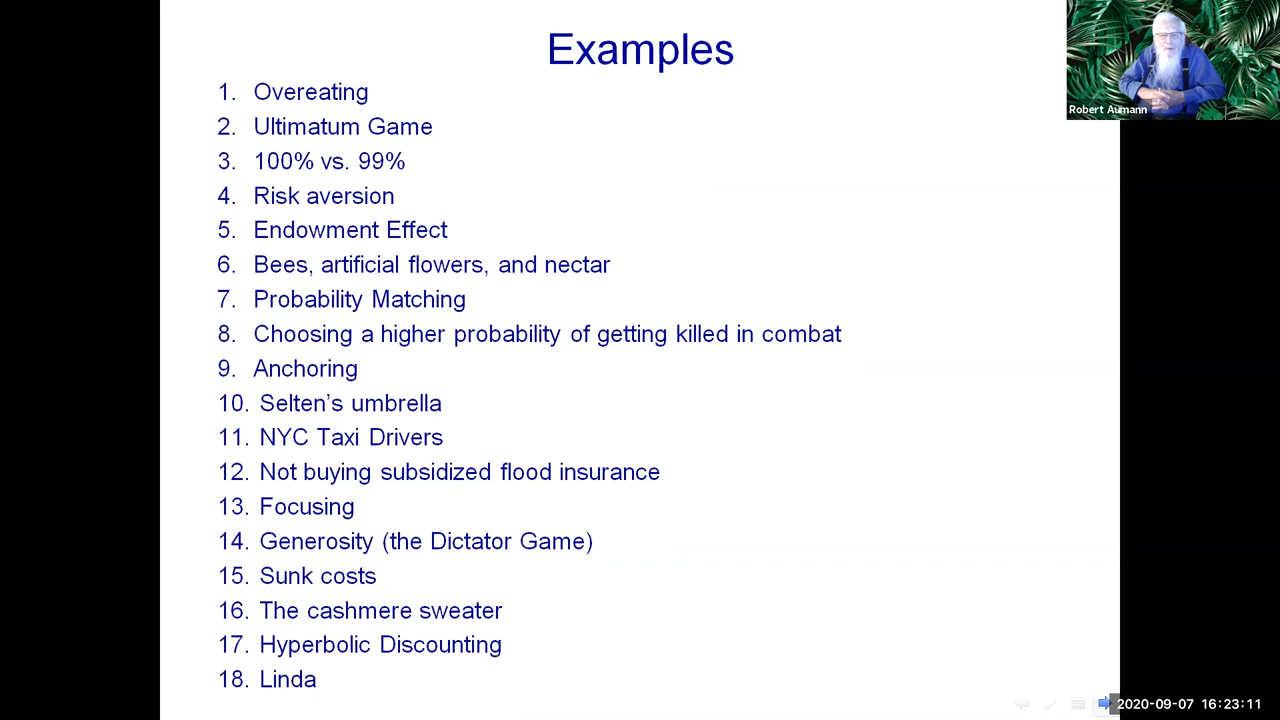 Examples
1. Overeating
2. Ultimatum Game
3. 100% vs. 99%
4. Risk aversion
5. Endowment Effect
6. Bees, artificial flowers, and nectar
7. Probability Matching
8. Choosing a higher probability of getting killed in combat
9. Anchoring
10. Selten's umbrella
11. NYC Taxi Drivers
12. Not buying subsidized flood insurance
13. Focusing
14. Generosity (the Dictator Game)
15. Sunk costs
16. The cashmere sweater
17. Hyperbolic Discounting
18. Linda
Robert Aumann
2020-09-07 16:23:11